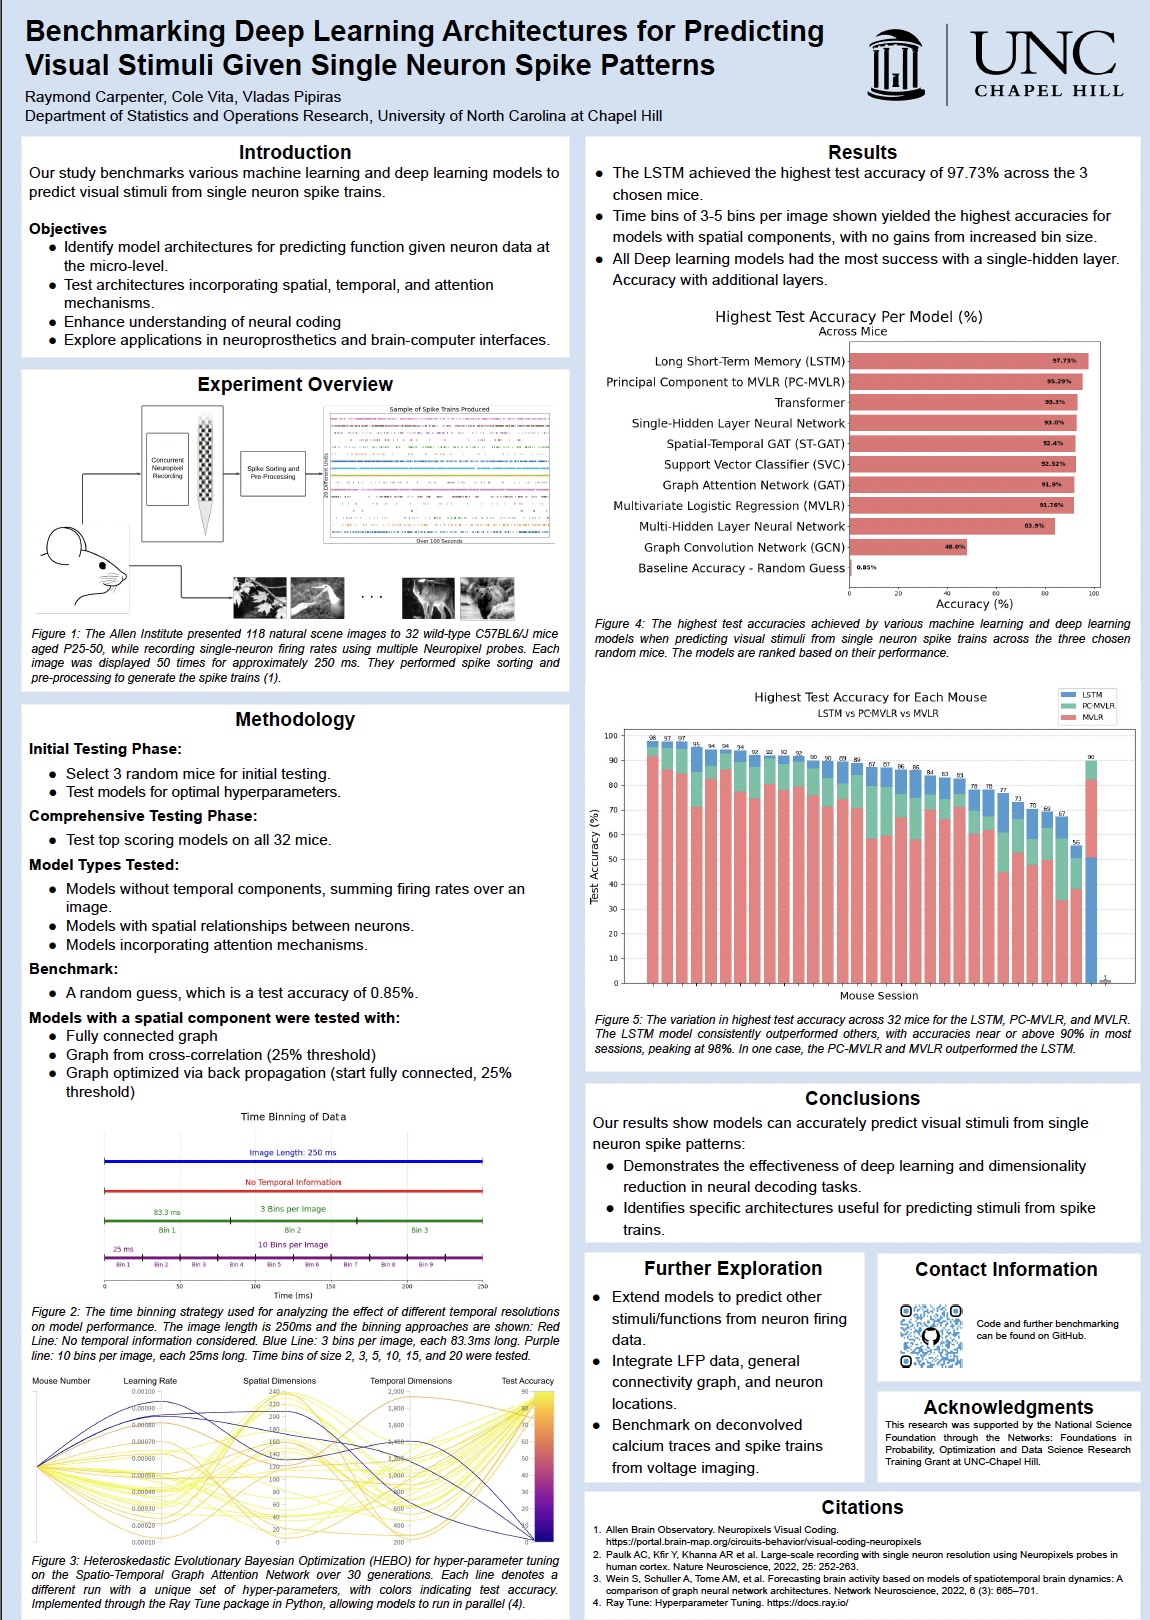 Benchmarking Deep Learning Architectures for Predicting
Visual Stimuli Given Single Neuron Spike Patterns
Raymond Carpenter, Cole Vita, Vladas Pipiras
Department of Statistics and Operations Research, University of North Carolina at Chapel Hill
UNC
CHAPEL HILL
Introduction
Our study benchmarks various machine learning and deep learning models to
predict visual stimuli from single neuron spike trains.
Objectives
● Identify model architectures for predicting function given neuron data at
the micro-level.
● Test architectures incorporating spatial, temporal, and attention
mechanisms.
● Enhance understanding of neural coding
● Explore applications in neuroprosthetics and brain-computer interfaces.
Experiment Overview
Concurrent
Neuropixel
Recording
Spike Sorting and
Pre-Processing
Sample of Spike Trains Produced
20 Different Units
Over 100 Seconds
. . .
Figure 1: The Allen Institute presented 118 natural scene images to 32 wild-type C57BL6/J mice
aged P25-50, while recording single-neuron firing rates using multiple Neuropixel probes. Each
image was displayed 50 times for approximately 250 ms. They performed spike sorting and
pre-processing to generate the spike trains (1).
Methodology
Initial Testing Phase:
● Select 3 random mice for initial testing.
● Test models for optimal hyperparameters.
Comprehensive Testing Phase:
● Test top scoring models on all 32 mice.
Model Types Tested:
● Models without temporal components, summing firing rates over an
image.
● Models with spatial relationships between neurons.
● Models incorporating attention mechanisms.
Benchmark:
● A random guess, which is a test accuracy of 0.85%.
Models with a spatial component were tested with:
● Fully connected graph
● Graph from cross-correlation (25% threshold)
● Graph optimized via back propagation (start fully connected, 25%
threshold)
Time Binning of Data
Image Length: 250 ms
No Temporal Information
83.3 ms 3 Bins per Image
Bin 1 Bin 2 Bin 3
25 ms 10 Bins per Image
Bin 1 Bin 2 Bin 3 Bin 4 Bin 5 Bin 6 Bin 7 Bin 8 Bin 9
0 50 100 150 200 250
Time (ms)
Figure 2: The time binning strategy used for analyzing the effect of different temporal resolutions
on model performance. The image length is 250ms and the binning approaches are shown: Red
Line: No temporal information considered. Blue Line: 3 bins per image, each 83.3ms long. Purple
line: 10 bins per image, each 25ms long. Time bins of size 2, 3, 5, 10, 15, and 20 were tested.
Mouse Number Learning Rate Spatial Dimensions Temporal Dimensions Test Accuracy
0.00100 240 2,000 90
0.00090 220 1,800 80
200
0.00070 180 1,600 70
0.00060 160 1,400 60
0.00050 140 1,200 50
0.00040 120 1,000 40
0.00030 100 800 30
0.00020 80 600 20
0.00010 60 400 10
40 200
20
Figure 3: Heteroskedastic Evolutionary Bayesian Optimization (HEBO) for hyper-parameter tuning
on the Spatio-Temporal Graph Attention Network over 30 generations. Each line denotes a
different run with a unique set of hyper-parameters, with colors indicating test accuracy.
Implemented through the Ray Tune package in Python, allowing models to run in parallel (4).
Results
● The LSTM achieved the highest test accuracy of 97.73% across the 3
chosen mice.
● Time bins of 3-5 bins per image shown yielded the highest accuracies for
models with spatial components, with no gains from increased bin size.
● All Deep learning models had the most success with a single-hidden layer.
Accuracy with additional layers.
Highest Test Accuracy Per Model (%)
Across Mice
Long Short-Term Memory (LSTM) 97.73%
Principal Component to MVLR (PC-MVLR) 95.29%
Transformer 93.3%
Single-Hidden Layer Neural Network 93.0%
Spatial-Temporal GAT (ST-GAT) 92.4%
Support Vector Classifier (SVC) 92.52%
Graph Attention Network (GAT) 91.9%
Multivariate Logistic Regression (MVLR) 91.76%
Multi-Hidden Layer Neural Network 83.9%
Graph Convolution Network (GCN) 48.0%
Baseline Accuracy - Random Guess 0.85%
0 20 40 60 80 100
Accuracy (%)
Figure 4: The highest test accuracies achieved by various machine learning and deep learning
models when predicting visual stimuli from single neuron spike trains across the three chosen
random mice. The models are ranked based on their performance.
Highest Test Accuracy for Each Mouse
LSTM vs PC-MVLR vs MVLR
LSTM
PC-MVLR
MVLR
Test Accuracy (%)
100
90
80
70
60
50
40
30
20
10
0
98 97 97 95 94 94 94 92 92 92 92 90 90 89 89 87 87 86 86 84 83 83 78 78 77 73 70 69 67 56 90 1
Mouse Session
Figure 5: The variation in highest test accuracy across 32 mice for the LSTM, PC-MVLR, and MVLR.
The LSTM model consistently outperformed others, with accuracies near or above 90% in most
sessions, peaking at 98%. In one case, the PC-MVLR and MVLR outperformed the LSTM.
Conclusions
Our results show models can accurately predict visual stimuli from single
neuron spike patterns:
● Demonstrates the effectiveness of deep learning and dimensionality
reduction in neural decoding tasks.
● Identifies specific architectures useful for predicting stimuli from spike
trains.
Further Exploration
● Extend models to predict other
stimuli/functions from neuron firing
data.
● Integrate LFP data, general
connectivity graph, and neuron
locations.
● Benchmark on deconvolved
calcium traces and spike trains
from voltage imaging.
Contact Information
Code and further benchmarking
can be found on GitHub.
Acknowledgments
This research was supported by the National Science
Foundation through the Networks: Foundations in
Probability, Optimization and Data Science Research
Training Grant at UNC-Chapel Hill.
Citations
1. Allen Brain Observatory. Neuropixels Visual Coding.
https://portal.brain-map.org/circuits-behavior/visual-coding-neuropixels
2. Paulk AC, Kfir Y, Khanna AR et al. Large-scale recording with single neuron resolution using Neuropixels probes in
human cortex. Nature Neuroscience, 2022, 25: 252-263.
3. Wein S, Schuller A, Tome AM, et al. Forecasting brain activity based on models of spatiotemporal brain dynamics: A
comparison of graph neural network architectures. Network Neuroscience, 2022, 6 (3): 665–701.
4. Ray Tune: Hyperparameter Tuning. https://docs.ray.io/